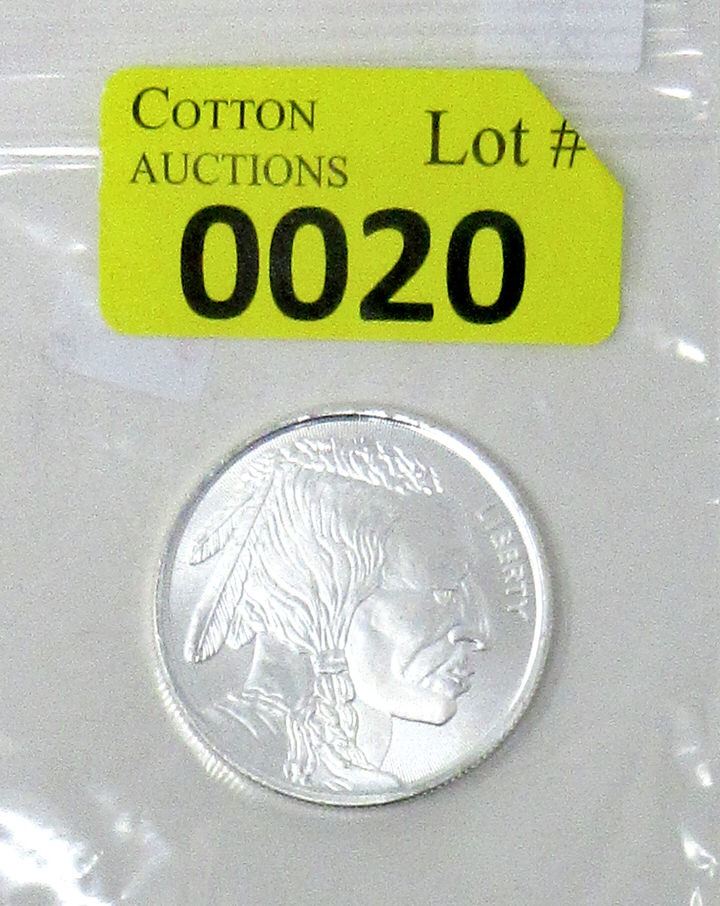 COTTON
AUCTIONS
Lot #
0020
LIBERTY